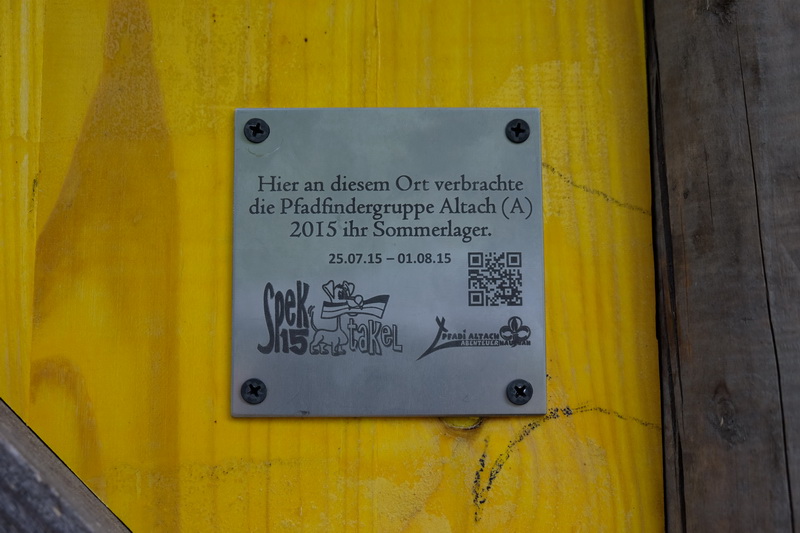 Hier an diesem Ort verbrachte
die Pfadfindergruppe Altach (A)
2015 ihr Sommerlager.
25.07.15 – 01.08.15
Spek
15 takel
PFADI ALTACH
ABENTEUER